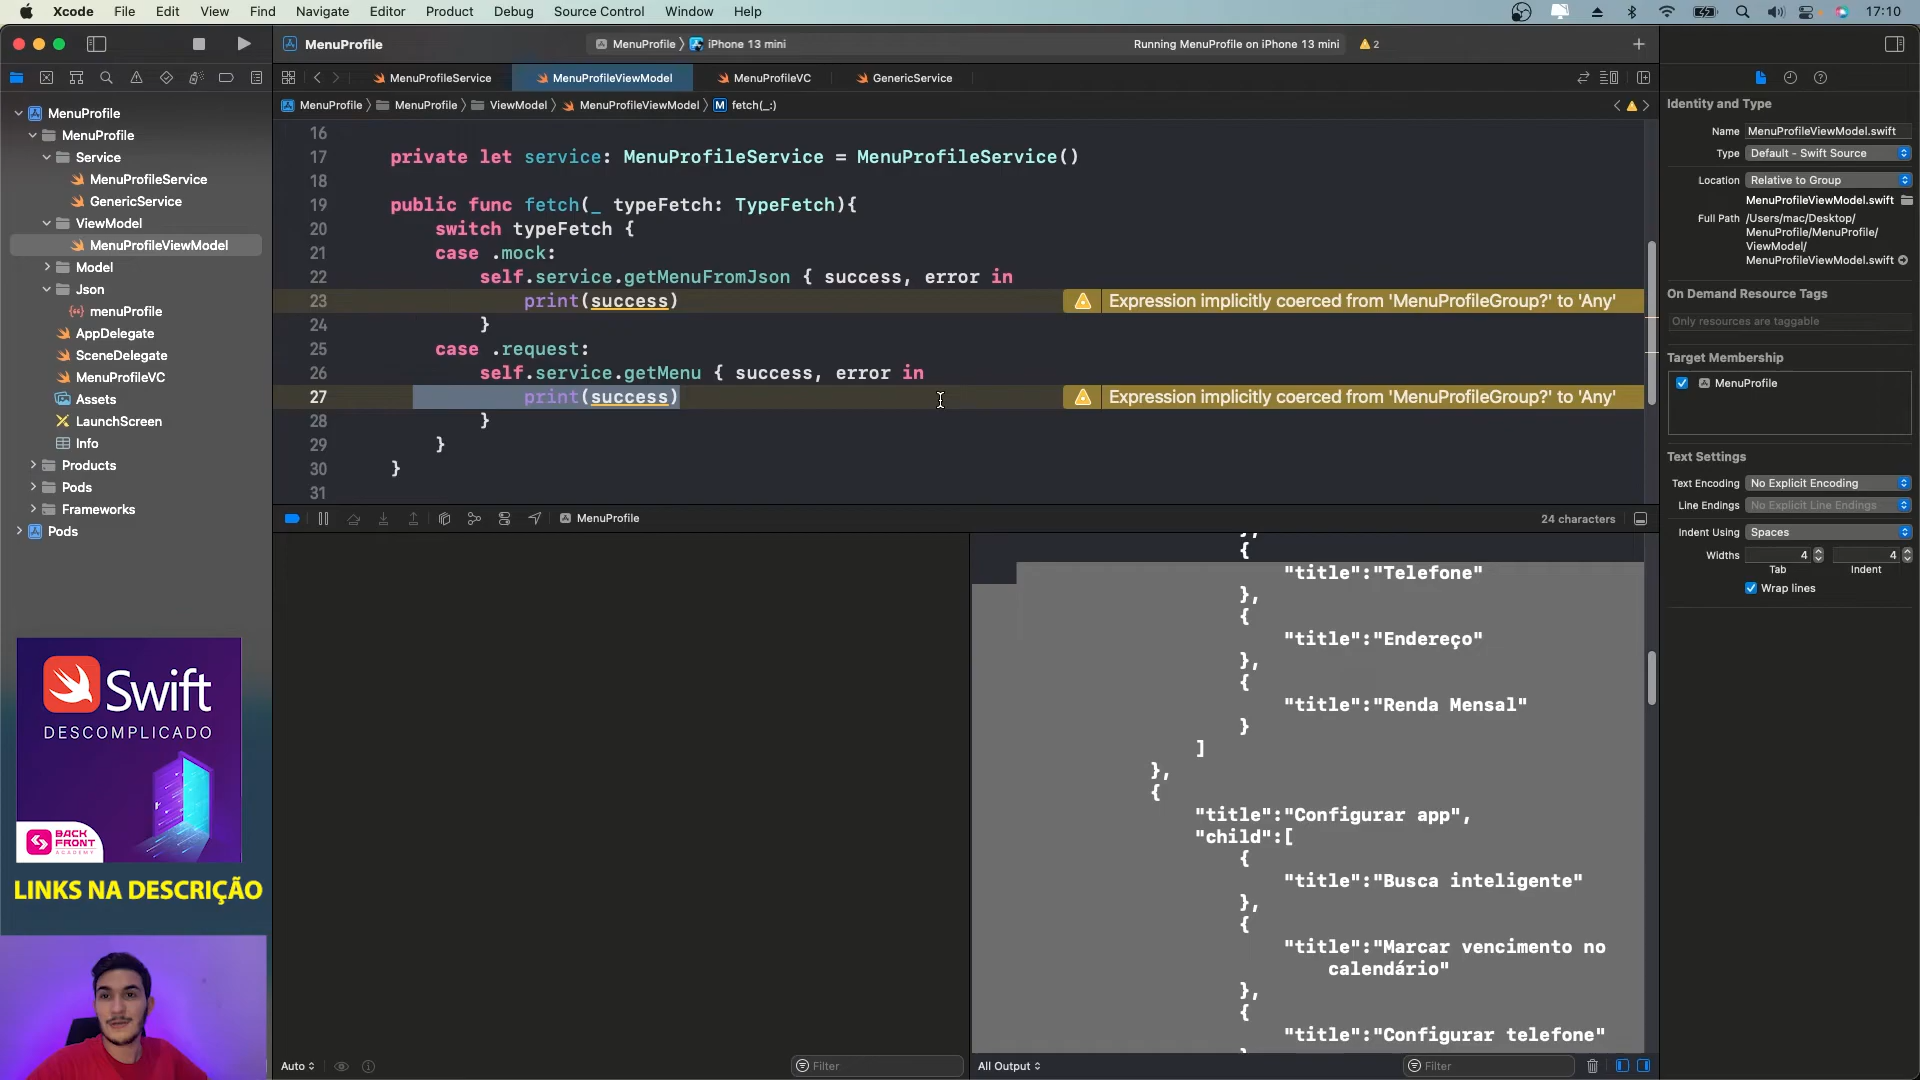 Xcode File Edit View Find Navigate Editor Product Debug Source Control Window Help 17:10
MenuProfile MenuProfile iPhone 13 mini Running MenuProfile on iPhone 13 mini 2
MenuProfileService MenuProfileViewModel MenuProfileVC GenericService
MenuProfile MenuProfile ViewModel MenuProfileViewModel M fetch(_:)
MenuProfile
MenuProfile
Service
MenuProfileService
GenericService
ViewModel
MenuProfileViewModel
Model
Json
menuProfile
AppDelegate
SceneDelegate
MenuProfileVC
Assets
LaunchScreen
Info
Products
Pods
Frameworks
Pods
16
17 private let service: MenuProfileService = MenuProfileService()
18
19 public func fetch(_ typeFetch: TypeFetch){
20 switch typeFetch {
21 case .mock:
22 self.service.getMenuFromJson { success, error in
23 print(success) Expression implicitly coerced from 'MenuProfileGroup?' to 'Any'
24 }
25 case .request:
26 self.service.getMenu { success, error in
27 print(success) Expression implicitly coerced from 'MenuProfileGroup?' to 'Any'
28 }
29 }
30 }
31
MenuProfile 24 characters
},
{
"title":"Telefone"
},
{
"title":"Endereço"
},
{
"title":"Renda Mensal"
}
]
},
{
"title":"Configurar app",
"child":[
{
"title":"Busca inteligente"
},
{
"title":"Marcar vencimento no
calendário"
},
{
"title":"Configurar telefone"
Auto Filter All Output Filter
Identity and Type
Name MenuProfileViewModel.swift
Type Default - Swift Source
Location Relative to Group
MenuProfileViewModel.swift
Full Path /Users/mac/Desktop/
MenuProfile/MenuProfile/
ViewModel/
MenuProfileViewModel.swift
On Demand Resource Tags
Only resources are taggable
Target Membership
MenuProfile
Text Settings
Text Encoding No Explicit Encoding
Line Endings No Explicit Line Endings
Indent Using Spaces
Widths 4 4
Tab Indent
Wrap lines
Swift
DESCOMPLICADO
BACK
FRONT
ACADEMY
LINKS NA DESCRIÇÃO